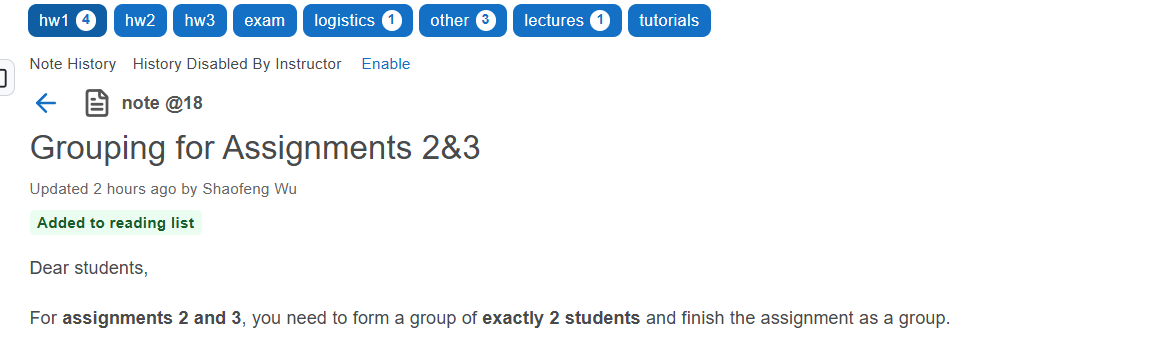 hw1 4 hw2 hw3 exam logistics 1 other 3 lectures 1 tutorials
Note History History Disabled By Instructor Enable
note @18
Grouping for Assignments 2&3
Updated 2 hours ago by Shaofeng Wu
Added to reading list
Dear students,
For assignments 2 and 3, you need to form a group of exactly 2 students and finish the assignment as a group.